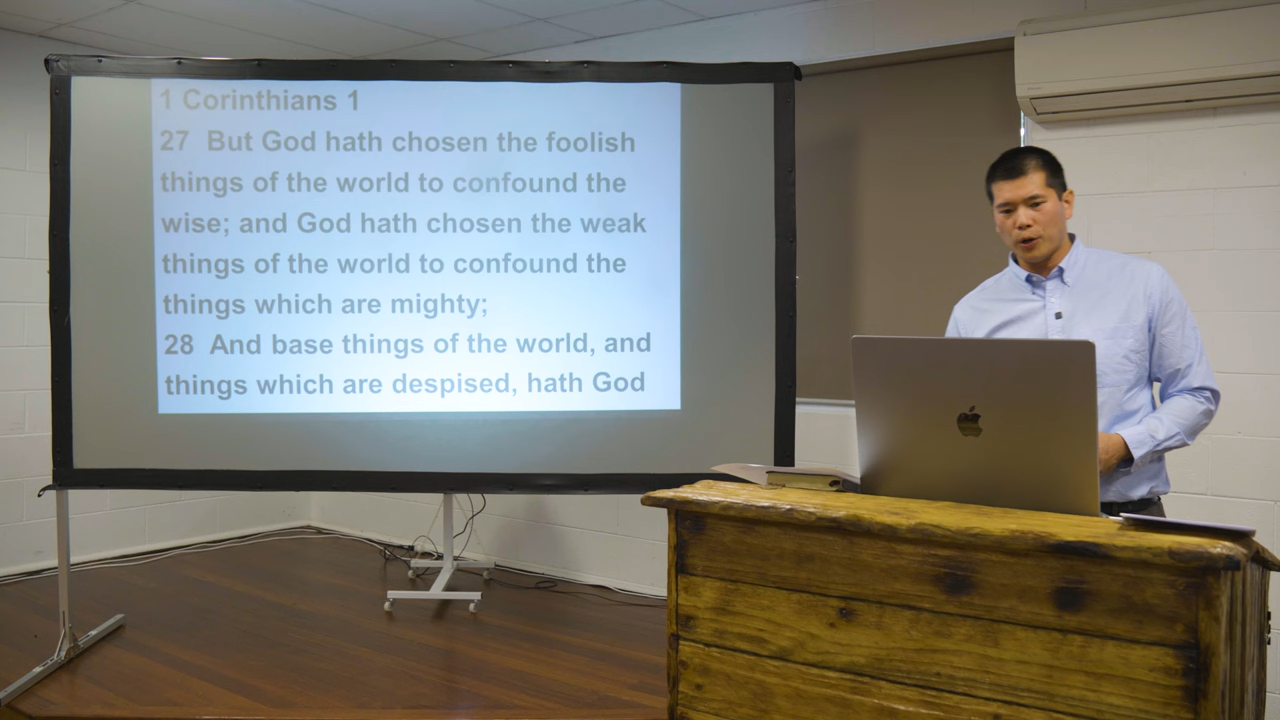 1 Corinthians 1
27 But God hath chosen the foolish
things of the world to confound the
wise; and God hath chosen the weak
things of the world to confound the
things which are mighty;
28 And base things of the world, and
things which are despised, hath God